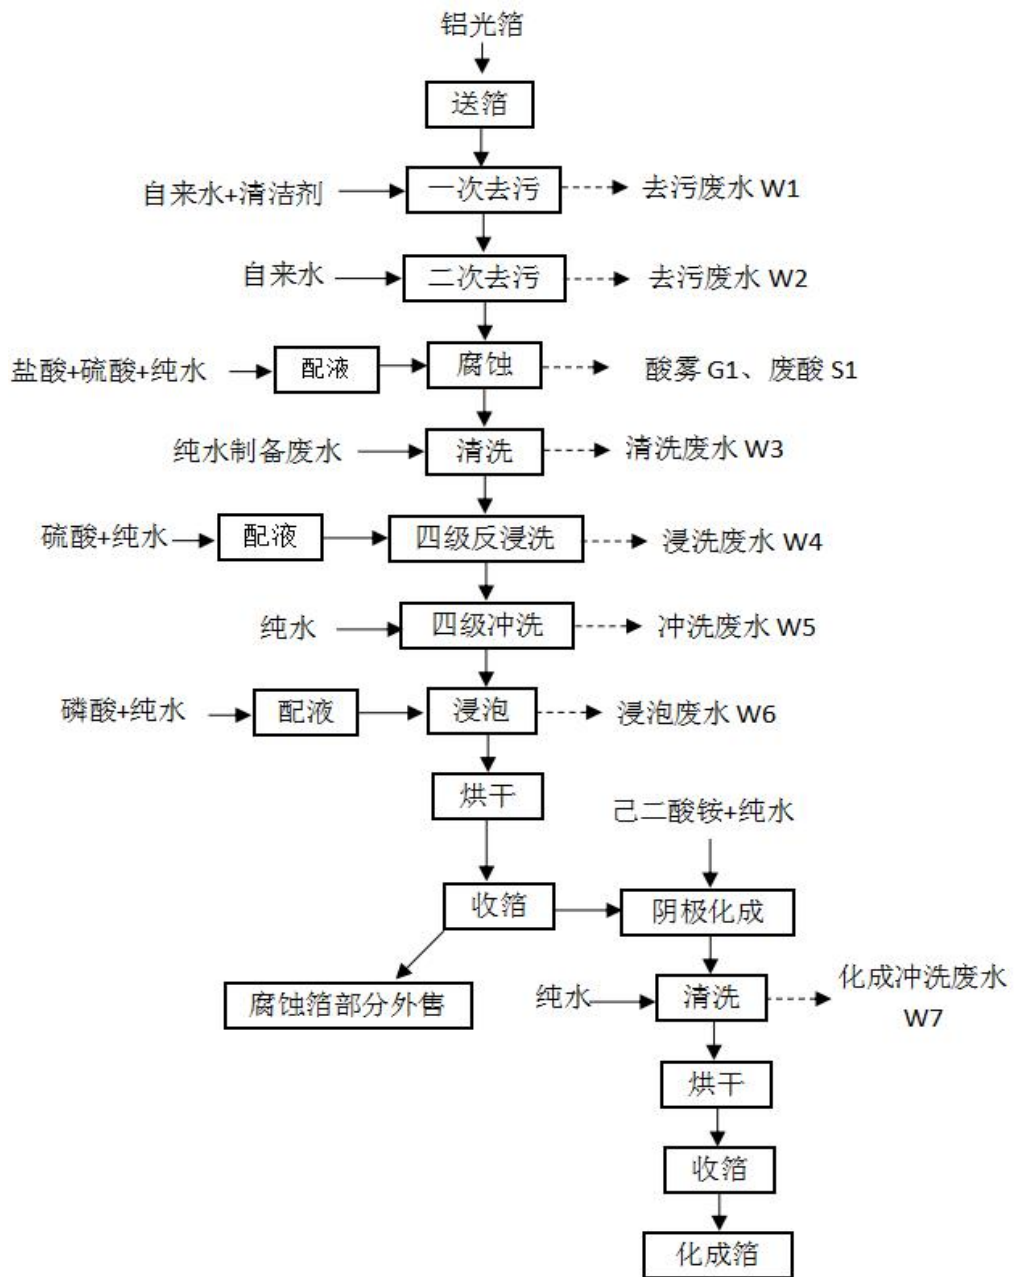 铝光箔
送箔
自来水+清洁剂
一次去污
去污废水 W1
自来水
二次去污
去污废水 W2
盐酸+硫酸+纯水
配液
腐蚀
酸雾 G1、废酸 S1
纯水制备废水
清洗
清洗废水 W3
硫酸+纯水
配液
四级反浸洗
浸洗废水 W4
纯水
四级冲洗
冲洗废水 W5
磷酸+纯水
配液
浸泡
浸泡废水 W6
烘干
己二酸铵+纯水
收箔
阴极化成
腐蚀箔部分外售
纯水
清洗
化成冲洗废水
W7
烘干
收箔
化成箔